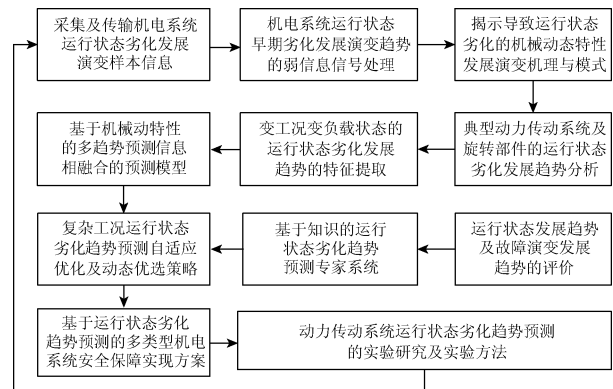 采集及传输机电系统
运行状态劣化发展
演变样本信息
机电系统运行状态
早期劣化发展演变趋势
的弱信息信号处理
揭示导致运行状态
劣化的机械动态特性
发展演变机理与模式
基于机械动特性
的多趋势预测信息
相融合的预测模型
变工况变负载状态的
运行状态劣化发展
趋势的特征提取
典型动力传动系统及
旋转部件的运行状态
劣化发展趋势分析
复杂工况运行状态
劣化趋势预测自适应
优化及动态优选策略
基于知识的运行
状态劣化趋势
预测专家系统
运行状态发展趋势
及故障演变发展
趋势的评价
基于运行状态劣化
趋势预测的多类型机电
系统安全保障实现方案
动力传动系统运行状态劣化趋势预测
的实验研究及实验方法